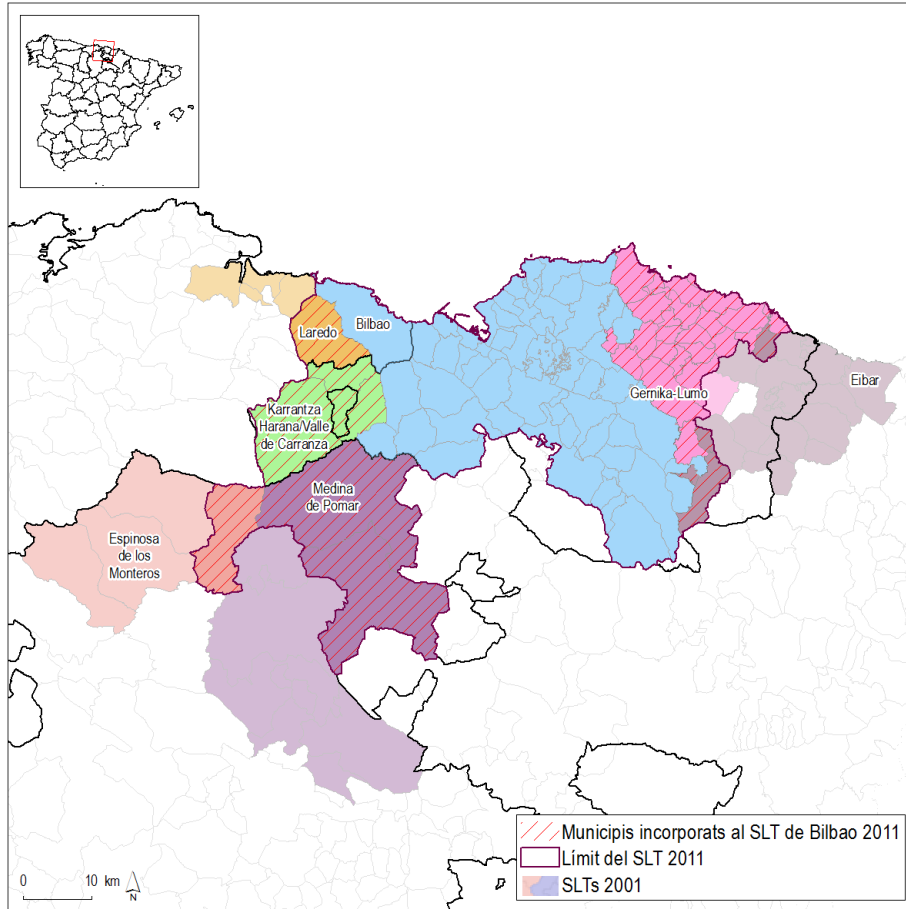 Laredo
Bilbao
Eibar
Gernika-Lumo
Karrantza
Harana/Valle
de Carranza
Medina
de Pomar
Espinosa
de los
Monteros
Municipis incorporats al SLT de Bilbao 2011
Límit del SLT 2011
SLTs 2001
0 10 km
N